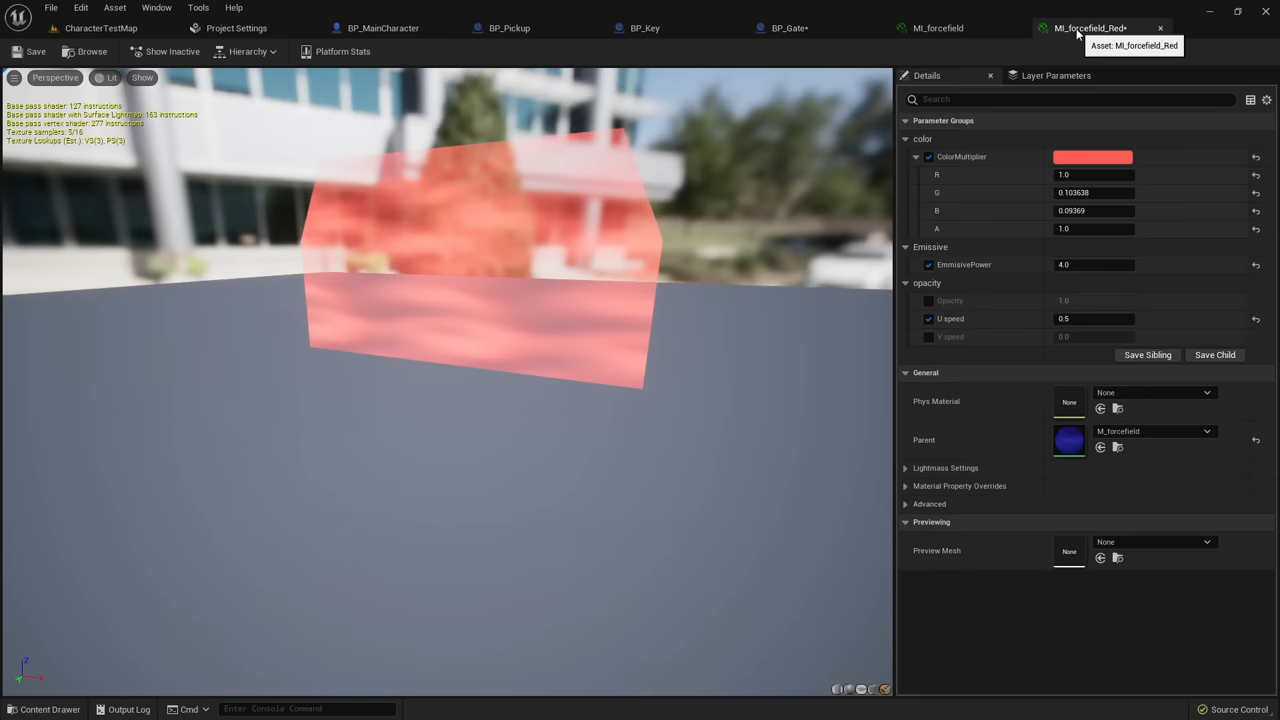 File Edit Asset Window Tools Help
CharacterTestMap Project Settings BP_MainCharacter BP_Pickup BP_Key BP_Gate* MI_forcefield MI_forcefield_Red*
Asset: MI_forcefield_Red
Save Browse Show Inactive Hierarchy Platform Stats
Perspective Lit Show
Base pass shader: 127 instructions
Base pass shader with Surface Lightmap: 163 instructions
Base pass vertex shader: 277 instructions
Texture samplers: 5/16
Texture Lookups (Est.): VS(3), PS(3)
Details Layer Parameters
Search
Parameter Groups
color
ColorMultiplier
R 1.0
G 0.103638
B 0.09369
A 1.0
Emissive
EmmisivePower 4.0
opacity
Opacity 1.0
U speed 0.5
V speed 0.0
Save Sibling Save Child
General
Phys Material None None
Parent M_forcefield
Lightmass Settings
Material Property Overrides
Advanced
Previewing
Preview Mesh None None
Z
X
Content Drawer Output Log Cmd Enter Console Command Source Control